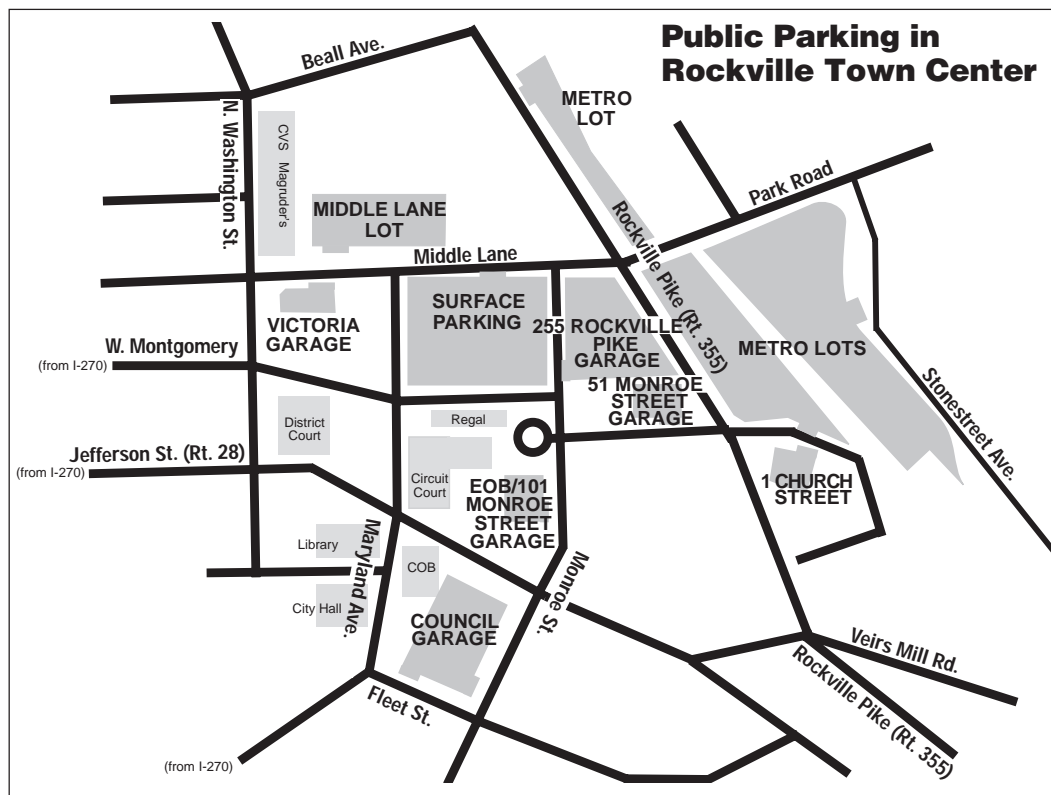 Public Parking in
Rockville Town Center
Beall Ave.
METRO
LOT
N. Washington St.
CVS Magruder's
Park Road
MIDDLE LANE
LOT
Rockville Pike (Rt. 355)
Middle Lane
SURFACE
PARKING
VICTORIA
GARAGE
255 ROCKVILLE
PIKE
GARAGE
METRO LOTS
W. Montgomery
(from I-270)
51 MONROE
STREET
GARAGE
Stonestreet Ave.
District
Court
Regal
Jefferson St. (Rt. 28)
(from I-270)
Circuit
Court
EOB/101
MONROE
STREET
GARAGE
1 CHURCH
STREET
Library
Maryland Ave.
COB
Monroe St.
City Hall
COUNCIL
GARAGE
Veirs Mill Rd.
Rockville Pike (Rt. 355)
Fleet St.
(from I-270)